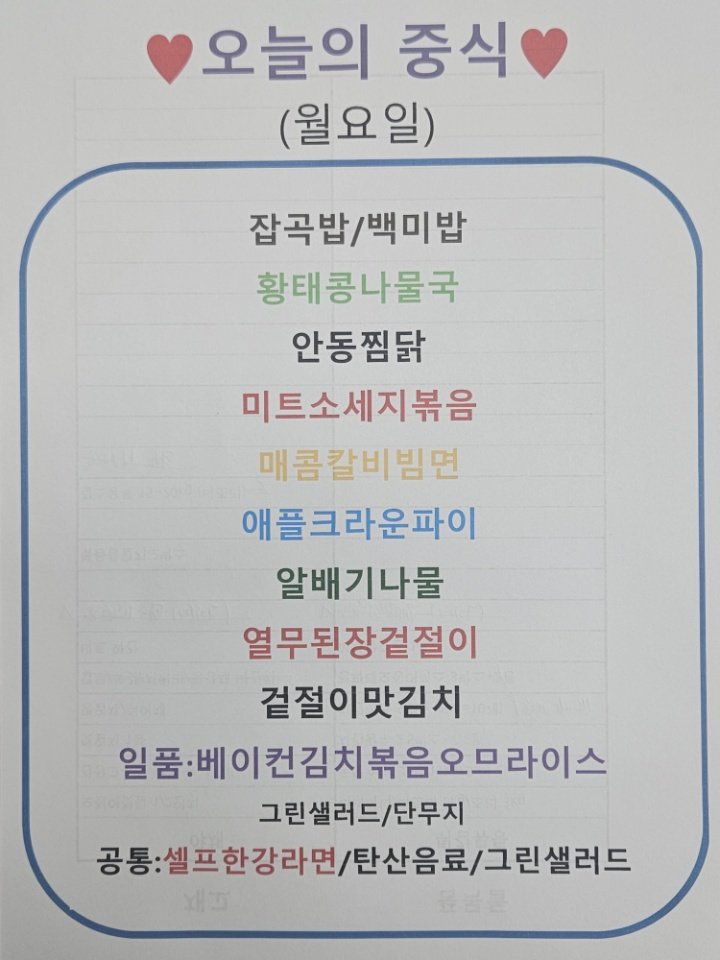 ♥오늘의 중식♥
(월요일)
잡곡밥/백미밥
황태콩나물국
안동찜닭
미트소세지볶음
매콤칼비빔면
애플크라운파이
알배기나물
열무된장겉절이
겉절이맛김치
일품:베이컨김치볶음오므라이스
그린샐러드/단무지
공통:셀프한강라면/탄산음료/그린샐러드